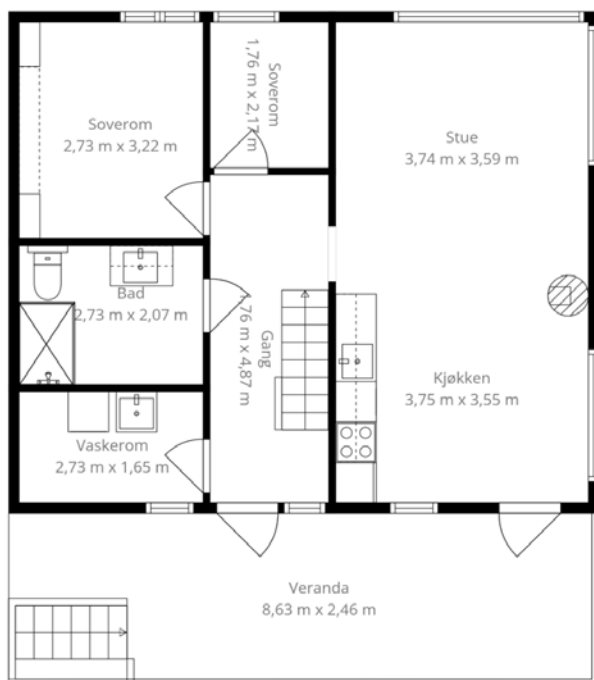 Soverom
2,73 m x 3,22 m
Soverom
1,76 m x 2,17 m
Stue
3,74 m x 3,59 m
Bad
2,73 m x 2,07 m
Gang
1,76 m x 4,87 m
Kjøkken
3,75 m x 3,55 m
Vaskerom
2,73 m x 1,65 m
Veranda
8,63 m x 2,46 m